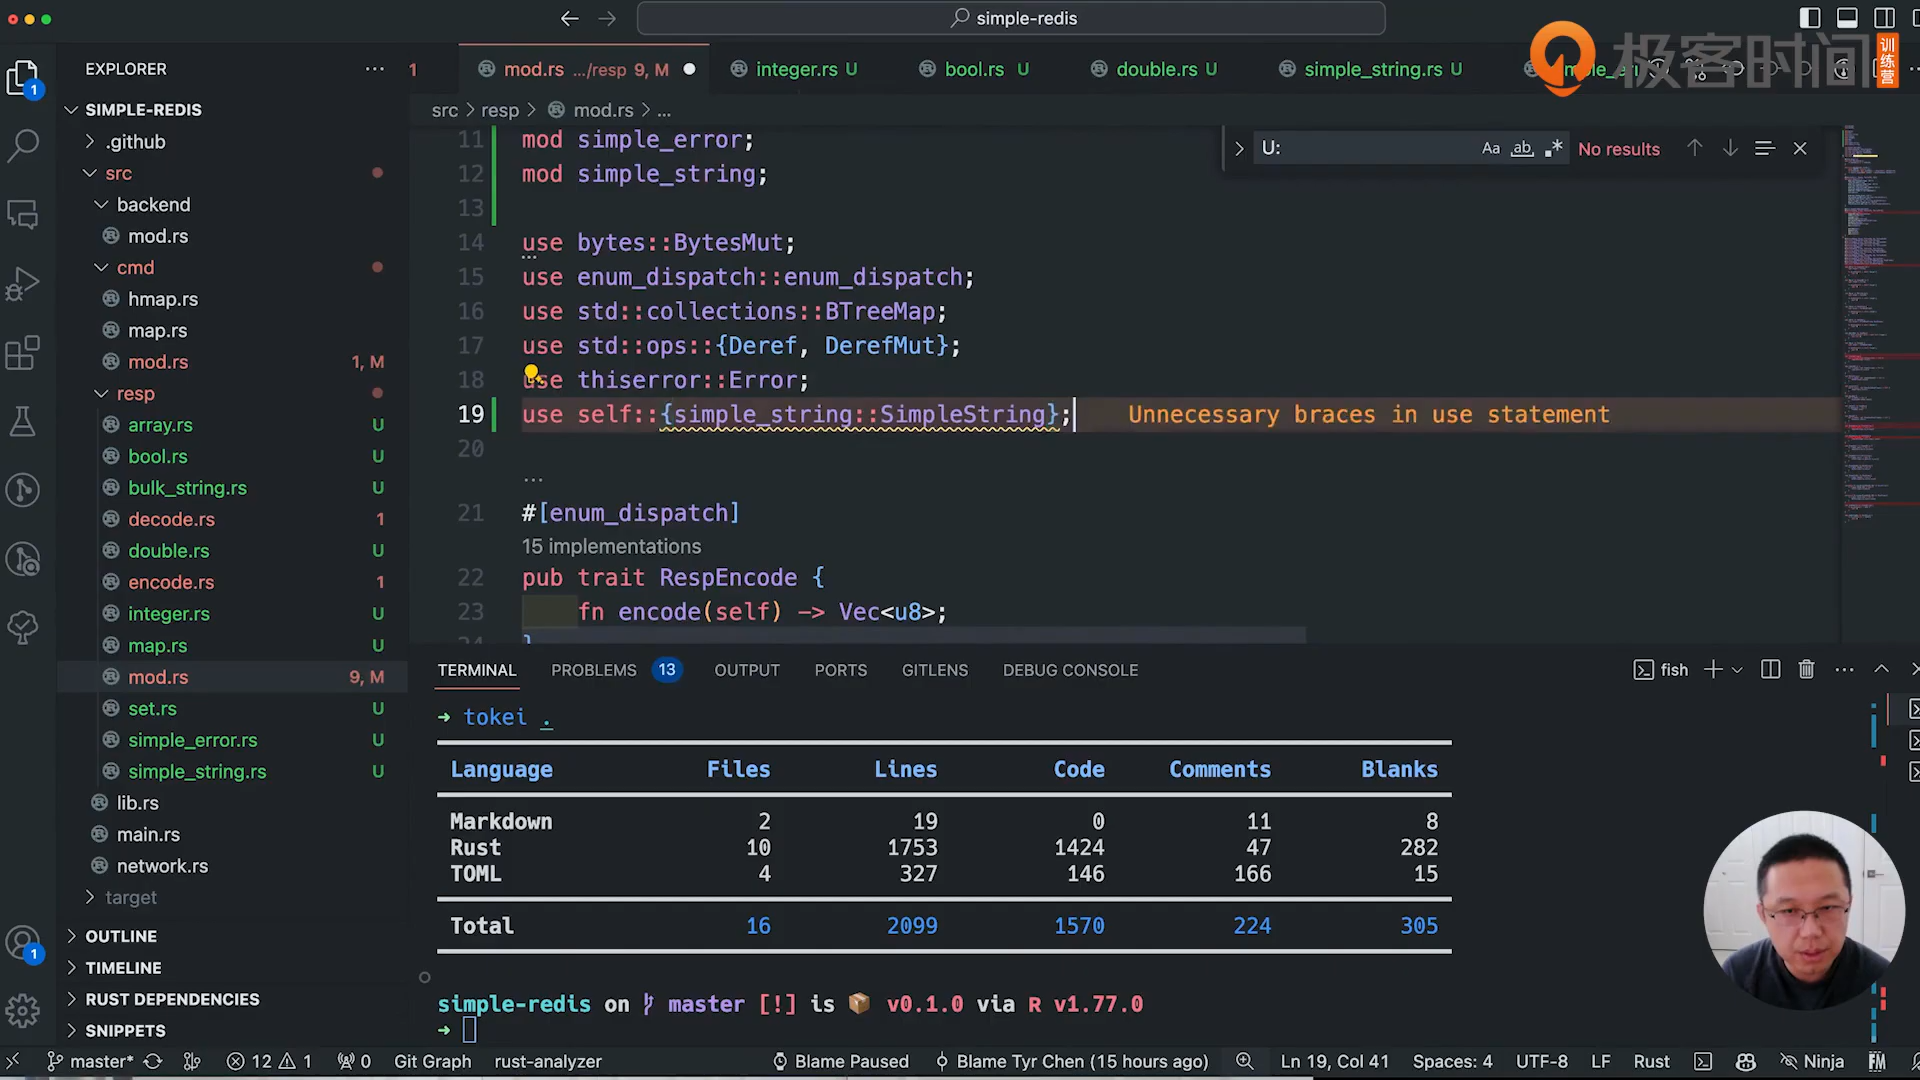 simple-redis
EXPLORER
1
mod.rs .../resp 9, M
integer.rs U
bool.rs U
double.rs U
simple_string.rs U
极客时间
训练营
SIMPLE-REDIS
src > resp > mod.rs > ...
.github
src
backend
mod.rs
cmd
hmap.rs
map.rs
mod.rs 1, M
resp
array.rs U
bool.rs U
bulk_string.rs U
decode.rs 1
double.rs U
encode.rs 1
integer.rs U
map.rs U
mod.rs 9, M
set.rs U
simple_error.rs U
simple_string.rs U
lib.rs
main.rs
network.rs
target
OUTLINE
TIMELINE
RUST DEPENDENCIES
SNIPPETS
1
1
U:
Aa ab .*
No results
11 mod simple_error;
12 mod simple_string;
13
14 use bytes::BytesMut;
15 use enum_dispatch::enum_dispatch;
16 use std::collections::BTreeMap;
17 use std::ops::{Deref, DerefMut};
18 use thiserror::Error;
19 use self::{simple_string::SimpleString}; Unnecessary braces in use statement
20
...
21 #[enum_dispatch]
15 implementations
22 pub trait RespEncode {
23 fn encode(self) -> Vec<u8>;
24 }
TERMINAL PROBLEMS 13 OUTPUT PORTS GITLENS DEBUG CONSOLE
fish
➜ tokei .
Language Files Lines Code Comments Blanks
Markdown 2 19 0 11 8
Rust 10 1753 1424 47 282
TOML 4 327 146 166 15
Total 16 2099 1570 224 305
simple-redis on master [!] is 📦 v0.1.0 via R v1.77.0
➜
master* 12 1 0 Git Graph rust-analyzer Blame Paused Blame Tyr Chen (15 hours ago) Ln 19, Col 41 Spaces: 4 UTF-8 LF Rust Ninja